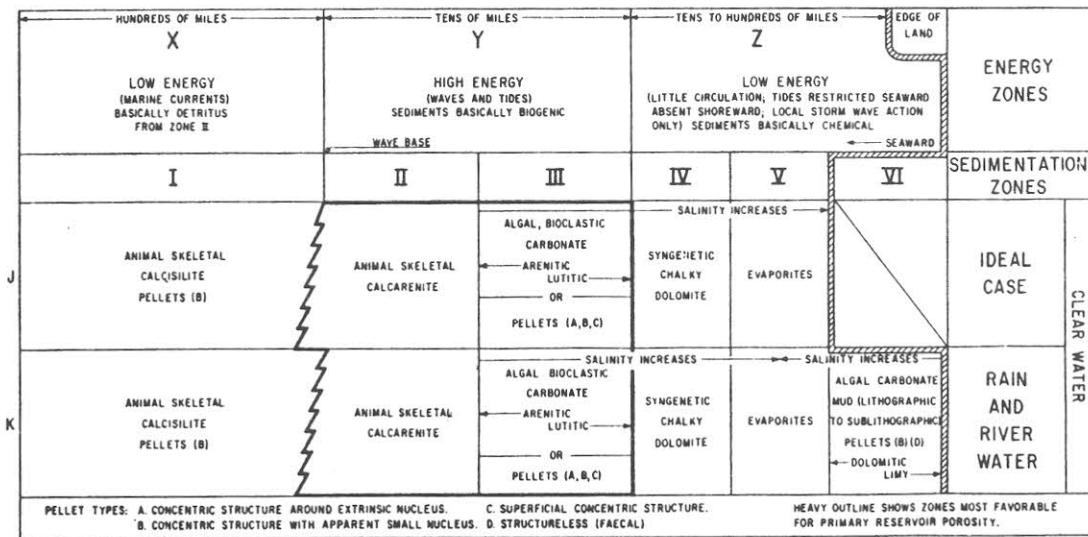 HUNDREDS OF MILES
TENS OF MILES
TENS TO HUNDREDS OF MILES
EDGE OF
LAND
X
Y
Z
LOW ENERGY
(MARINE CURRENTS)
BASICALLY DETRITUS
FROM ZONE II
HIGH ENERGY
(WAVES AND TIDES)
SEDIMENTS BASICALLY BIOGENIC
LOW ENERGY
(LITTLE CIRCULATION; TIDES RESTRICTED SEAWARD
ABSENT SHOREWARD; LOCAL STORM WAVE ACTION
ONLY) SEDIMENTS BASICALLY CHEMICAL
ENERGY
ZONES
WAVE BASE
SEAWARD
I
II
III
IV
V
VI
SEDIMENTATION
ZONES
J
ANIMAL SKELETAL
CALCISILITE
PELLETS (B)
ANIMAL SKELETAL
CALCARENITE
SALINITY INCREASES
ALGAL, BIOCLASTIC
CARBONATE
ARENITIC
LUTITIC
OR
PELLETS (A,B,C)
SYNGENETIC
CHALKY
DOLOMITE
EVAPORITES
IDEAL
CASE
CLEAR WATER
K
ANIMAL SKELETAL
CALCISILITE
PELLETS (B)
ANIMAL SKELETAL
CALCARENITE
SALINITY INCREASES
SALINITY INCREASES
ALGAL BIOCLASTIC
CARBONATE
ARENITIC
LUTITIC
OR
PELLETS (A,B,C)
SYNGENETIC
CHALKY
DOLOMITE
EVAPORITES
ALGAL CARBONATE
MUD (LITHOGRAPHIC
TO SUBLITHOGRAPHIC)
PELLETS (B)(D)
DOLOMITIC
LIMY
RAIN
AND
RIVER
WATER
PELLET TYPES: A. CONCENTRIC STRUCTURE AROUND EXTRINSIC NUCLEUS. C. SUPERFICIAL CONCENTRIC STRUCTURE.
B. CONCENTRIC STRUCTURE WITH APPARENT SMALL NUCLEUS. D. STRUCTURELESS (FAECAL)
HEAVY OUTLINE SHOWS ZONES MOST FAVORABLE
FOR PRIMARY RESERVOIR POROSITY.